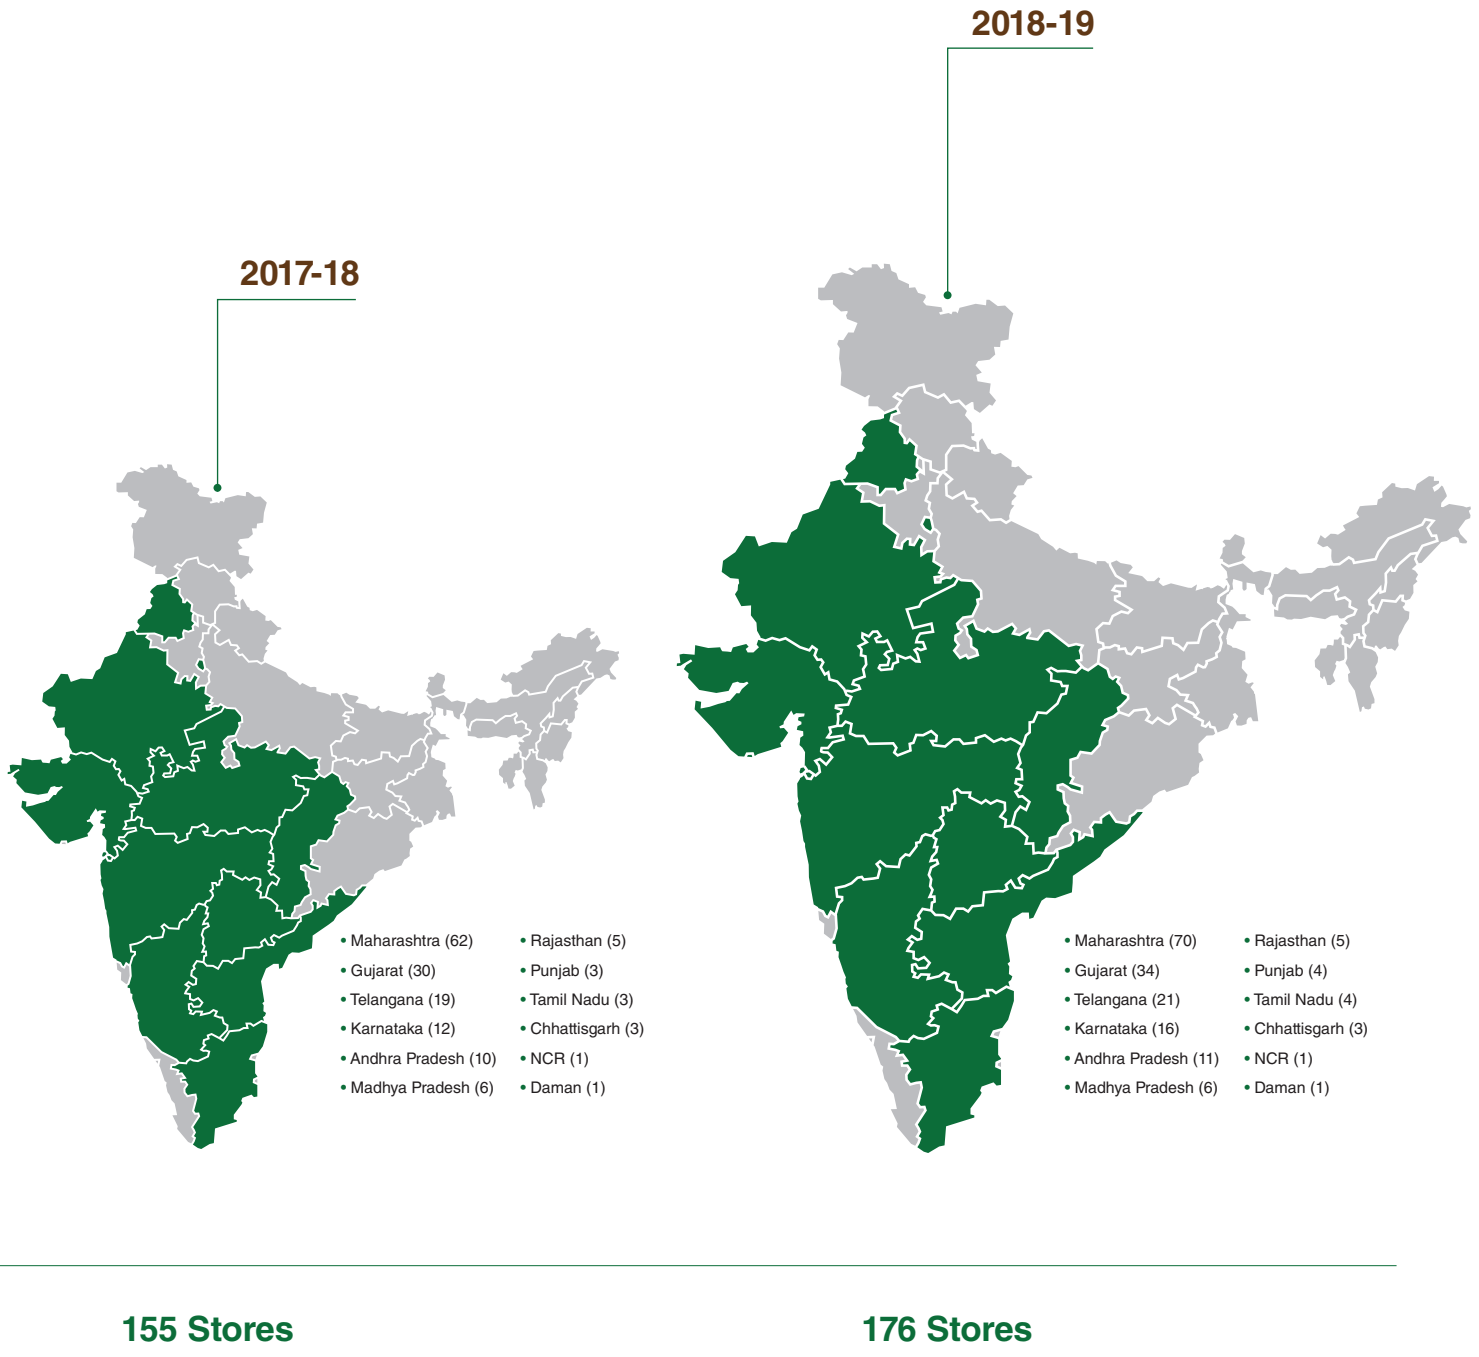 2018-19
2017-18
• Maharashtra (62)
• Gujarat (30)
• Telangana (19)
• Karnataka (12)
• Andhra Pradesh (10)
• Madhya Pradesh (6)
• Rajasthan (5)
• Punjab (3)
• Tamil Nadu (3)
• Chhattisgarh (3)
• NCR (1)
• Daman (1)
• Maharashtra (70)
• Gujarat (34)
• Telangana (21)
• Karnataka (16)
• Andhra Pradesh (11)
• Madhya Pradesh (6)
• Rajasthan (5)
• Punjab (4)
• Tamil Nadu (4)
• Chhattisgarh (3)
• NCR (1)
• Daman (1)
155 Stores
176 Stores